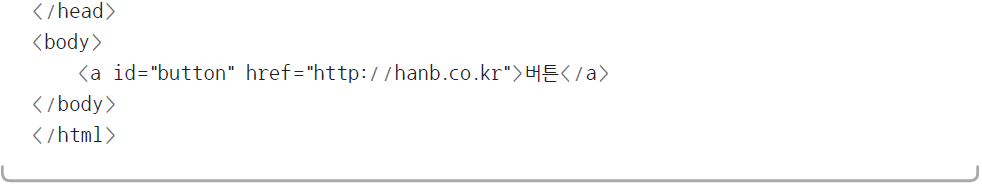 </head>
<body>
    <a id="button" href="http://hanb.co.kr">버튼</a>
</body>
</html>